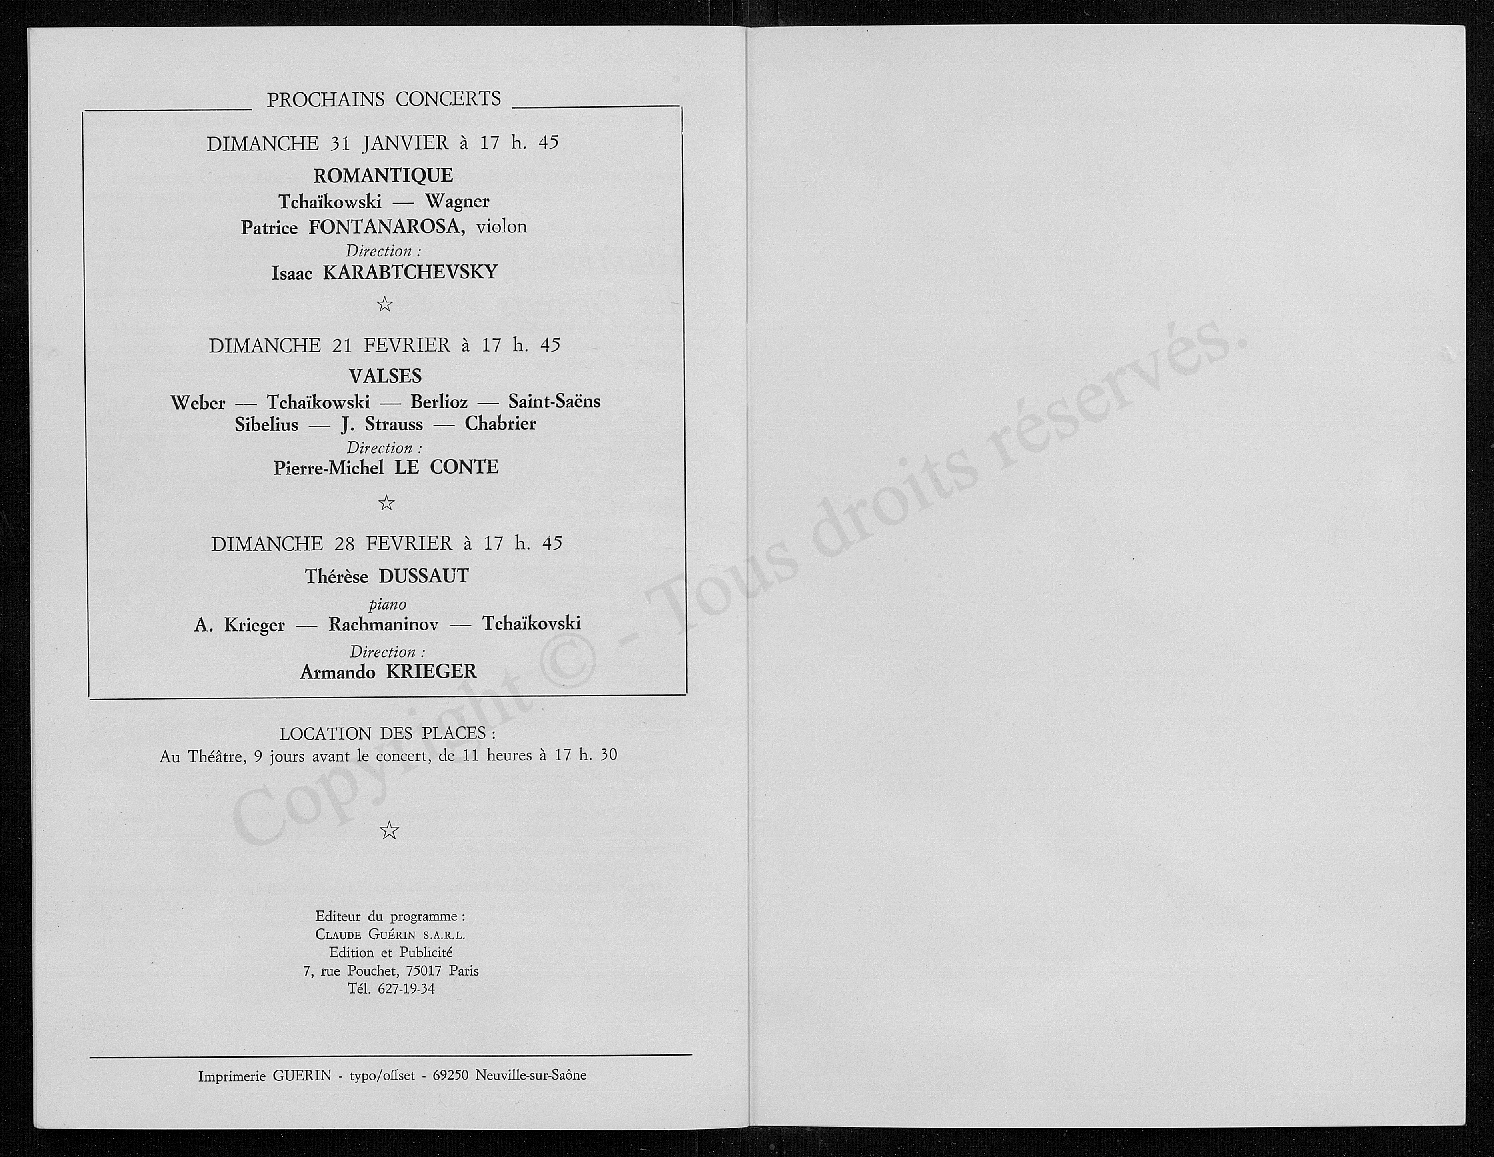 PROCHAINS CONCERTS
DIMANCHE 31 JANVIER à 17 h. 45
ROMANTIQUE
Tchaïkowski — Wagner
Patrice FONTANAROSA, violon
Direction :
Isaac KARABTCHEVSKY
☆
DIMANCHE 21 FEVRIER à 17 h. 45
VALSES
Weber — Tchaïkowski — Berlioz — Saint-Saëns
Sibelius — J. Strauss — Chabrier
Direction :
Pierre-Michel LE CONTE
☆
DIMANCHE 28 FEVRIER à 17 h. 45
Thérèse DUSSAUT
piano
A. Krieger — Rachmaninov — Tchaïkovski
Direction :
Armando KRIEGER
LOCATION DES PLACES :
Au Théâtre, 9 jours avant le concert, de 11 heures à 17 h. 30
☆
Editeur du programme :
CLAUDE GUÉRIN S.A.R.L.
Edition et Publicité
7, rue Pouchet, 75017 Paris
Tél. 627-19-34
Imprimerie GUERIN - typo/offset - 69250 Neuville-sur-Saône
Copyright © - Tous droits réservés.